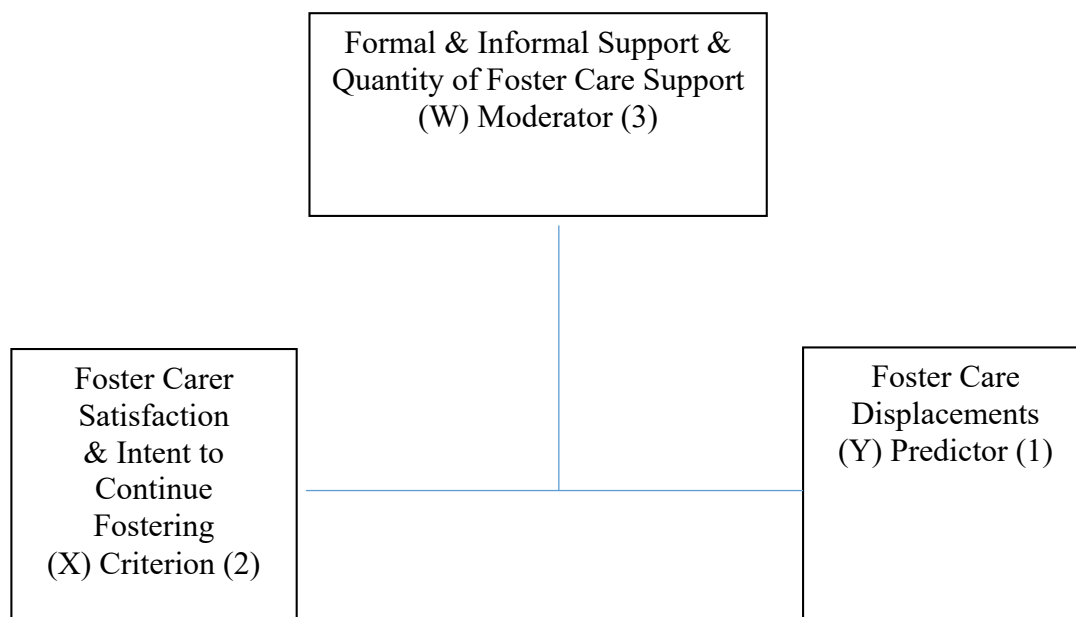 Formal & Informal Support &
Quantity of Foster Care Support
(W) Moderator (3)
Foster Carer
Satisfaction
& Intent to
Continue
Fostering
(X) Criterion (2)
Foster Care
Displacements
(Y) Predictor (1)